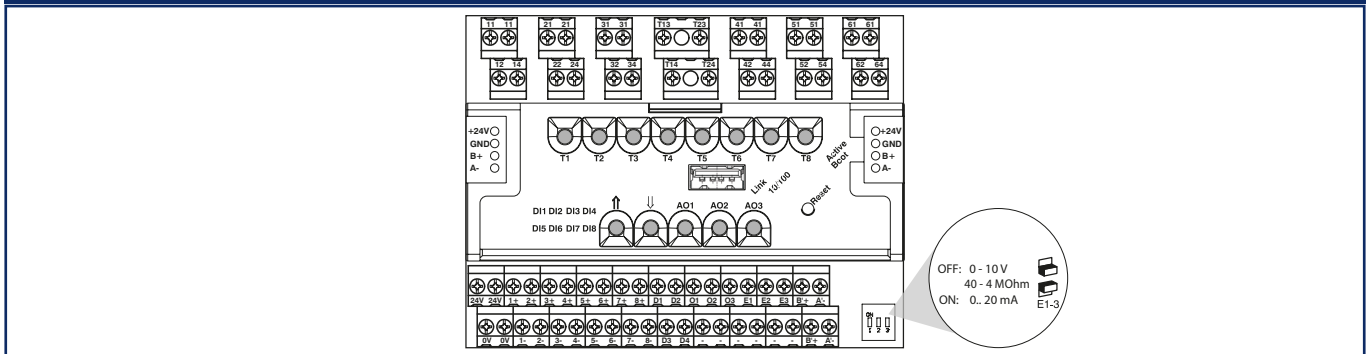 11 11 21 21 31 31 T13 T23 41 41 51 51 61 61
12 14 22 24 32 34 T14 T24 42 44 52 54 62 64
+24V
GND
B+
A-
T1 T2 T3 T4 T5 T6 T7 T8
Active
Boot
+24V
GND
B+
A-
Link
10/100
Reset
DI1 DI2 DI3 DI4
DI5 DI6 DI7 DI8
⇑ ⇓ AO1 AO2 AO3
24V 24V 1+ 2+ 3+ 4+ 5+ 6+ 7+ 8+ D1 D2 O1 O2 O3 E1 E2 E3 B'+ A'-
0V 0V 1- 2- 3- 4- 5- 6- 7- 8- D3 D4 - - - - - - B'+ A'-
ON
1 2 3
OFF: 0 - 10 V
40 - 4 MOhm
ON: 0.. 20 mA
E1-3